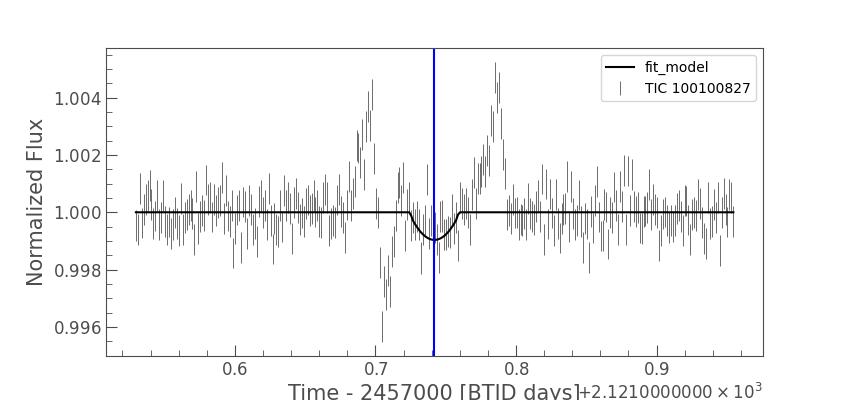 fit_model
TIC 100100827
Normalized Flux
1.004
1.002
1.000
0.998
0.996
0.6 0.7 0.8 0.9
Time - 2457000 [BTJD days]
+2.1210000000 × 10³